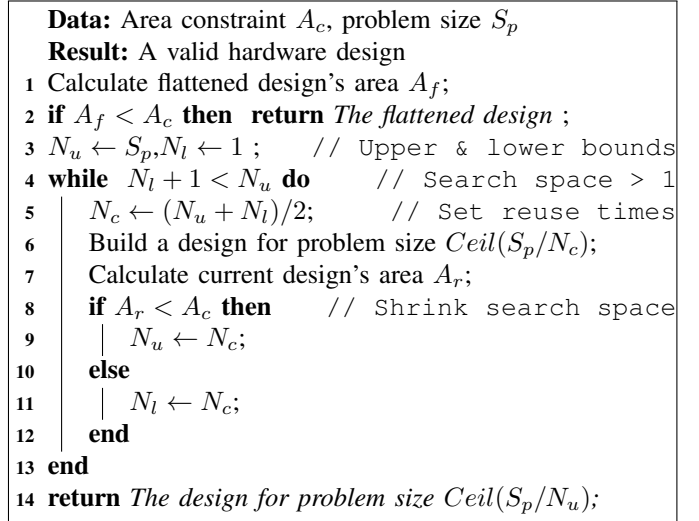 Data: Area constraint A_c, problem size S_p
Result: A valid hardware design
1 Calculate flattened design's area A_f;
2 if A_f < A_c then return The flattened design ;
3 N_u ← S_p,N_l ← 1 ; // Upper & lower bounds
4 while N_l + 1 < N_u do // Search space > 1
5 N_c ← (N_u + N_l)/2; // Set reuse times
6 Build a design for problem size Ceil(S_p/N_c);
7 Calculate current design's area A_r;
8 if A_r < A_c then // Shrink search space
9 N_u ← N_c;
10 else
11 N_l ← N_c;
12 end
13 end
14 return The design for problem size Ceil(S_p/N_u);